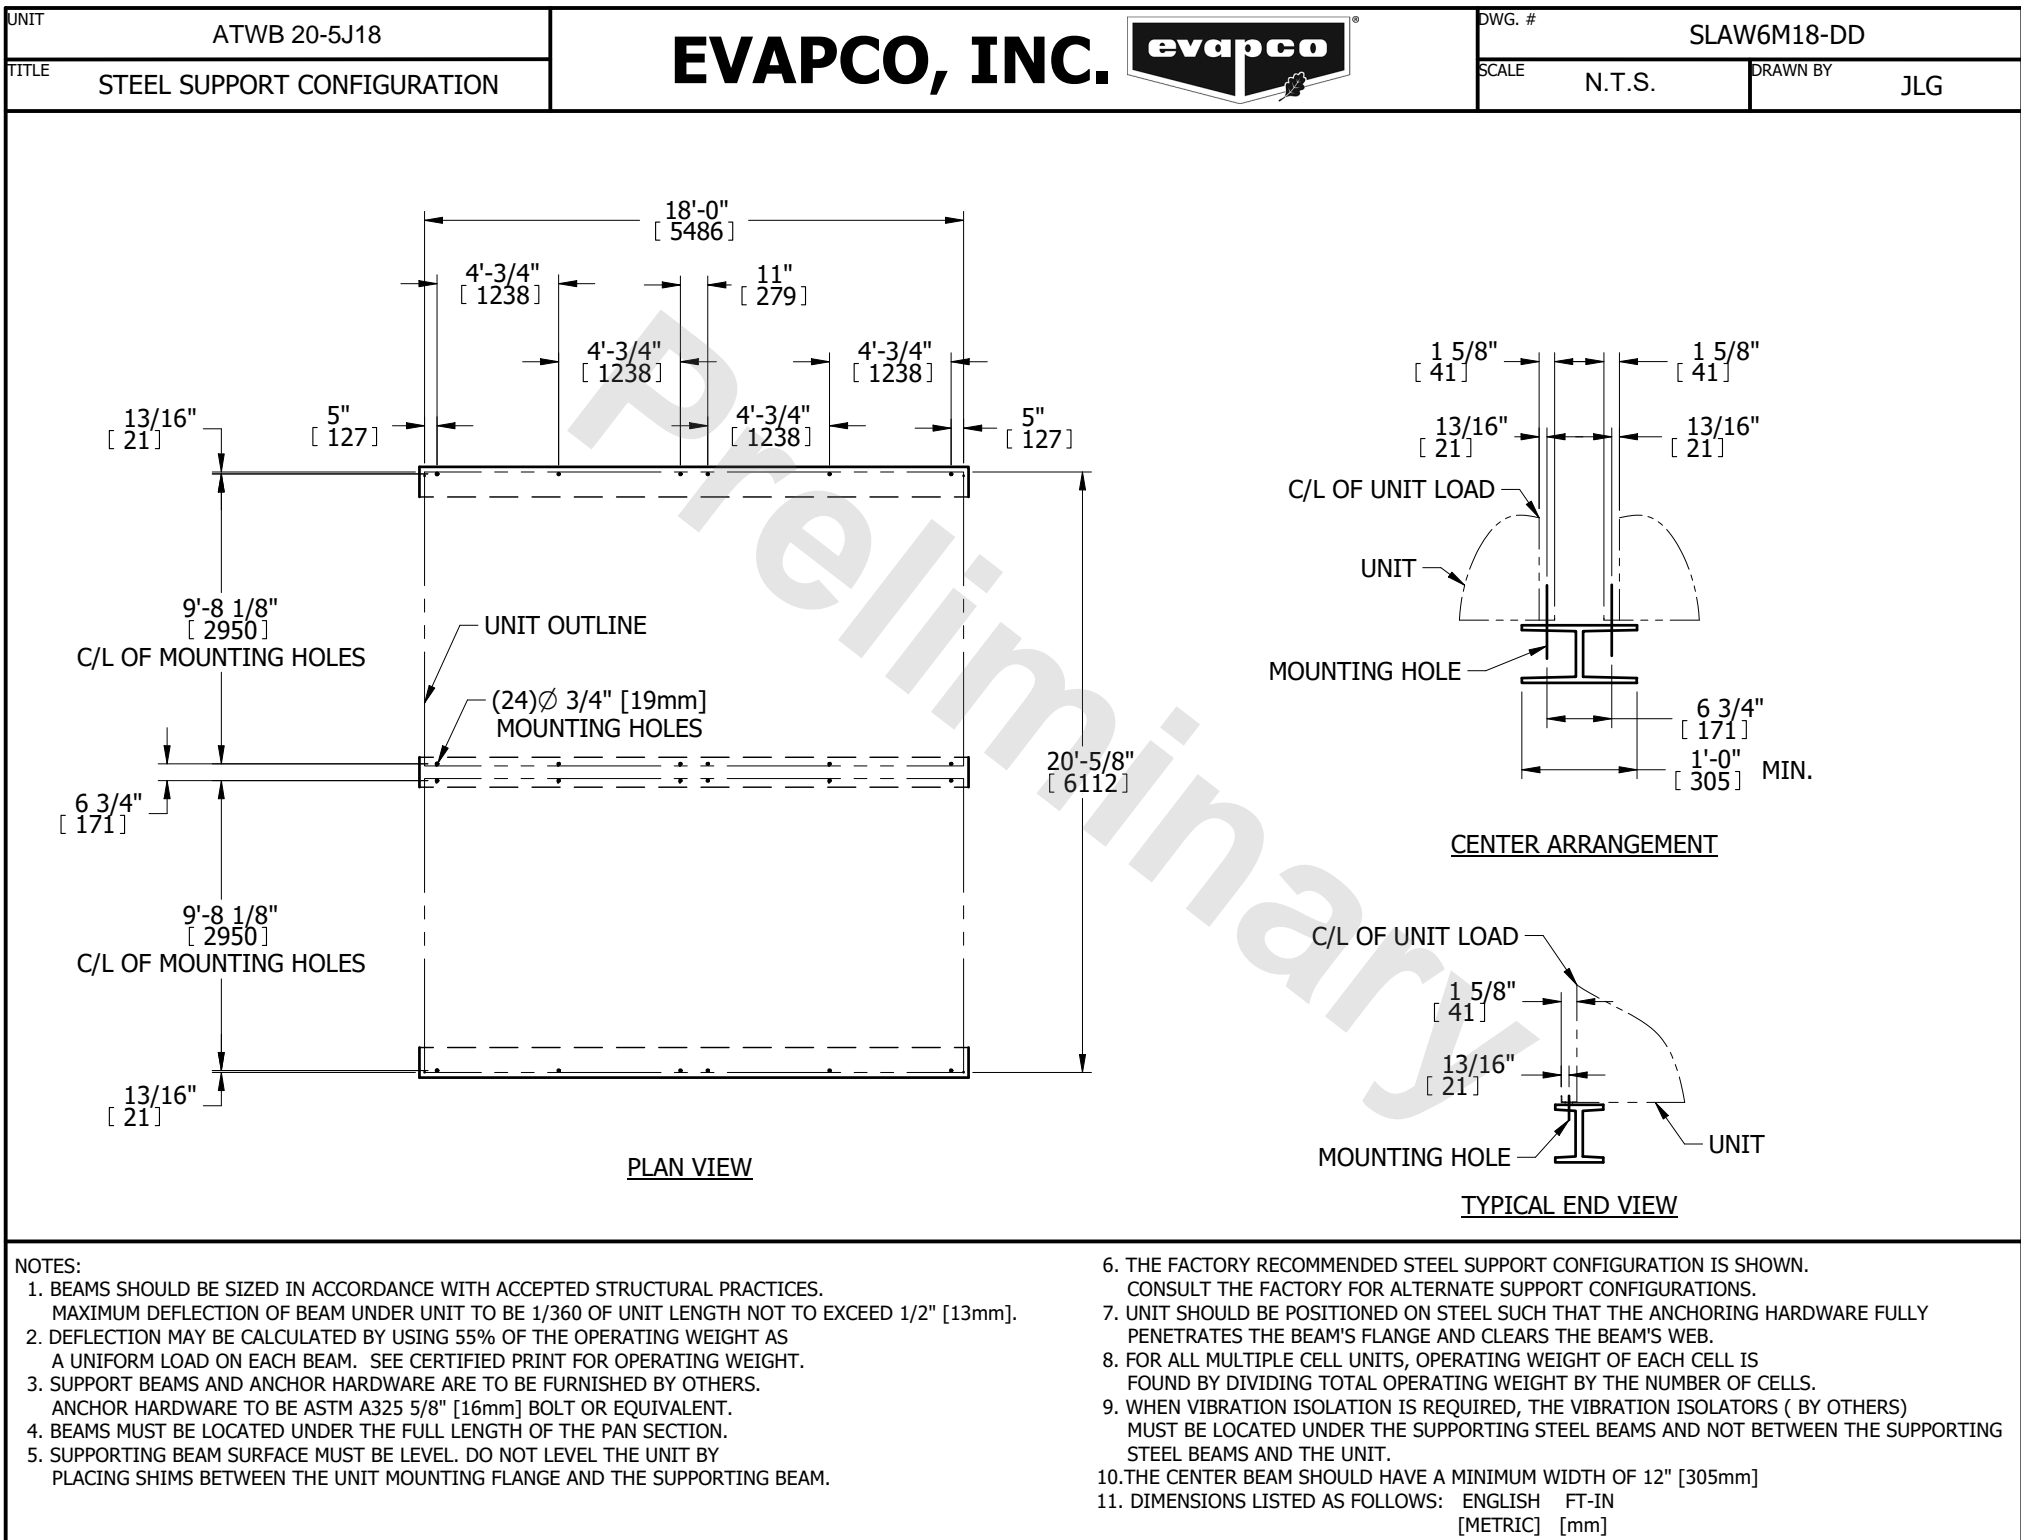 UNIT
ATWB 20-5J18
TITLE
STEEL SUPPORT CONFIGURATION
EVAPCO, INC.
evapco
®
DWG. #
SLAW6M18-DD
SCALE
N.T.S.
DRAWN BY
JLG
18'-0"
[ 5486 ]
4'-3/4"
[ 1238 ]
11"
[ 279 ]
4'-3/4"
[ 1238 ]
4'-3/4"
[ 1238 ]
13/16"
[ 21 ]
5"
[ 127 ]
4'-3/4"
[ 1238 ]
5"
[ 127 ]
9'-8 1/8"
[ 2950 ]
C/L OF MOUNTING HOLES
UNIT OUTLINE
(24)∅ 3/4" [19mm]
MOUNTING HOLES
6 3/4"
[ 171 ]
20'-5/8"
[ 6112 ]
9'-8 1/8"
[ 2950 ]
C/L OF MOUNTING HOLES
13/16"
[ 21 ]
PLAN VIEW
Preliminary
1 5/8"
[ 41 ]
1 5/8"
[ 41 ]
13/16"
[ 21 ]
13/16"
[ 21 ]
C/L OF UNIT LOAD
UNIT
MOUNTING HOLE
6 3/4"
[ 171 ]
1'-0"
[ 305 ] MIN.
CENTER ARRANGEMENT
C/L OF UNIT LOAD
1 5/8"
[ 41 ]
13/16"
[ 21 ]
MOUNTING HOLE
UNIT
TYPICAL END VIEW
NOTES:
1. BEAMS SHOULD BE SIZED IN ACCORDANCE WITH ACCEPTED STRUCTURAL PRACTICES.
MAXIMUM DEFLECTION OF BEAM UNDER UNIT TO BE 1/360 OF UNIT LENGTH NOT TO EXCEED 1/2" [13mm].
2. DEFLECTION MAY BE CALCULATED BY USING 55% OF THE OPERATING WEIGHT AS
A UNIFORM LOAD ON EACH BEAM. SEE CERTIFIED PRINT FOR OPERATING WEIGHT.
3. SUPPORT BEAMS AND ANCHOR HARDWARE ARE TO BE FURNISHED BY OTHERS.
ANCHOR HARDWARE TO BE ASTM A325 5/8" [16mm] BOLT OR EQUIVALENT.
4. BEAMS MUST BE LOCATED UNDER THE FULL LENGTH OF THE PAN SECTION.
5. SUPPORTING BEAM SURFACE MUST BE LEVEL. DO NOT LEVEL THE UNIT BY
PLACING SHIMS BETWEEN THE UNIT MOUNTING FLANGE AND THE SUPPORTING BEAM.
6. THE FACTORY RECOMMENDED STEEL SUPPORT CONFIGURATION IS SHOWN.
CONSULT THE FACTORY FOR ALTERNATE SUPPORT CONFIGURATIONS.
7. UNIT SHOULD BE POSITIONED ON STEEL SUCH THAT THE ANCHORING HARDWARE FULLY
PENETRATES THE BEAM'S FLANGE AND CLEARS THE BEAM'S WEB.
8. FOR ALL MULTIPLE CELL UNITS, OPERATING WEIGHT OF EACH CELL IS
FOUND BY DIVIDING TOTAL OPERATING WEIGHT BY THE NUMBER OF CELLS.
9. WHEN VIBRATION ISOLATION IS REQUIRED, THE VIBRATION ISOLATORS ( BY OTHERS)
MUST BE LOCATED UNDER THE SUPPORTING STEEL BEAMS AND NOT BETWEEN THE SUPPORTING
STEEL BEAMS AND THE UNIT.
10.THE CENTER BEAM SHOULD HAVE A MINIMUM WIDTH OF 12" [305mm]
11. DIMENSIONS LISTED AS FOLLOWS: ENGLISH FT-IN
[METRIC] [mm]